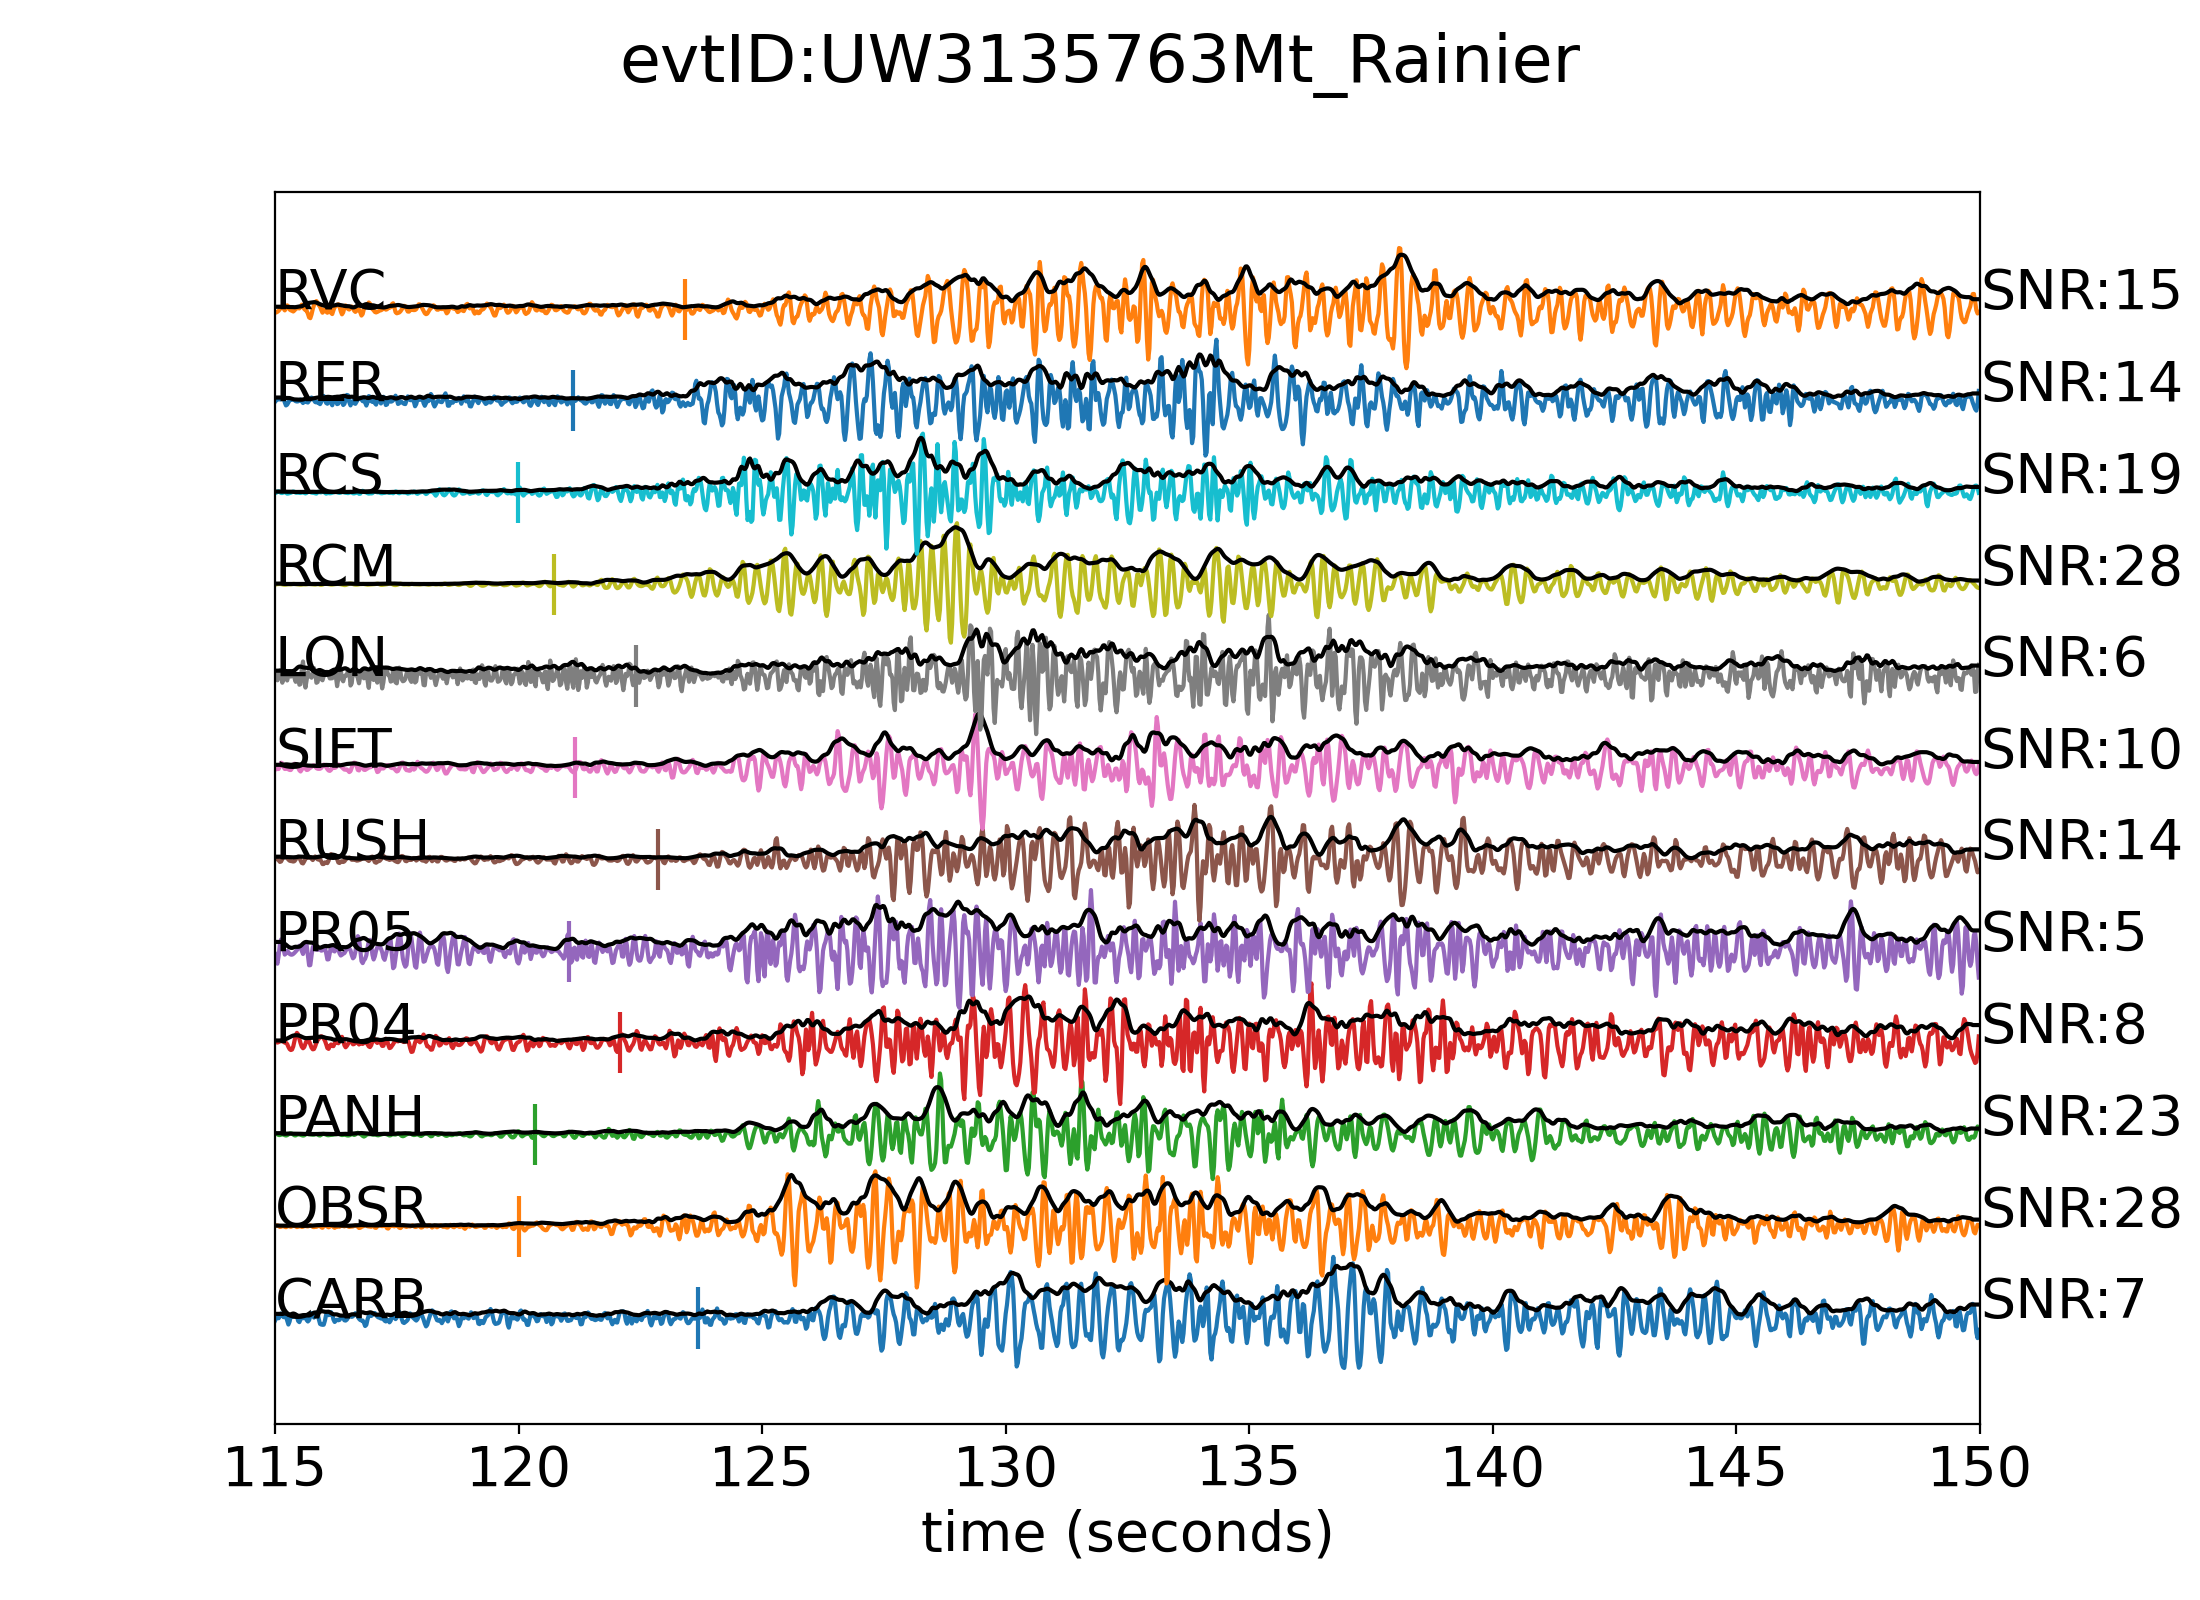 evtID:UW3135763Mt_Rainier
RVC SNR:15
RER SNR:14
RCS SNR:19
RCM SNR:28
LON SNR:6
SIFT SNR:10
RUSH SNR:14
PR05 SNR:5
PR04 SNR:8
PANH SNR:23
OBSR SNR:28
CARB SNR:7
115 120 125 130 135 140 145 150
time (seconds)